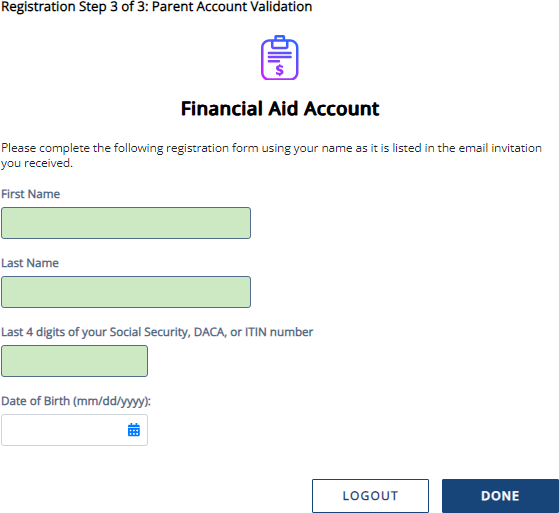 Registration Step 3 of 3: Parent Account Validation
$
Financial Aid Account
Please complete the following registration form using your name as it is listed in the email invitation
you received.
First Name
Last Name
Last 4 digits of your Social Security, DACA, or ITIN number
Date of Birth (mm/dd/yyyy):
LOGOUT DONE